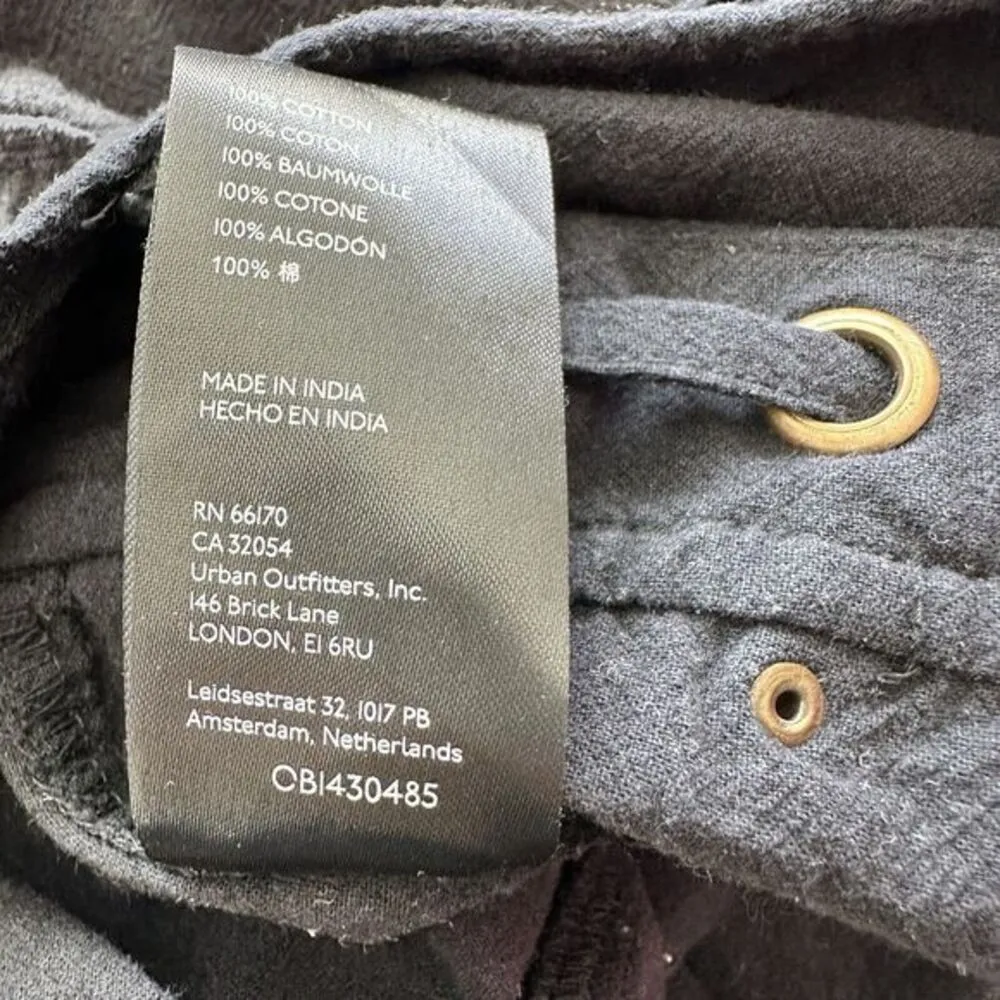 100% COTTON
100% COTON
100% BAUMWOLLE
100% COTONE
100% ALGODÓN
100% 棉
MADE IN INDIA
HECHO EN INDIA
RN 66170
CA 32054
Urban Outfitters, Inc.
146 Brick Lane
LONDON, E1 6RU
Leidsestraat 32, 1017 PB
Amsterdam, Netherlands
OB1430485